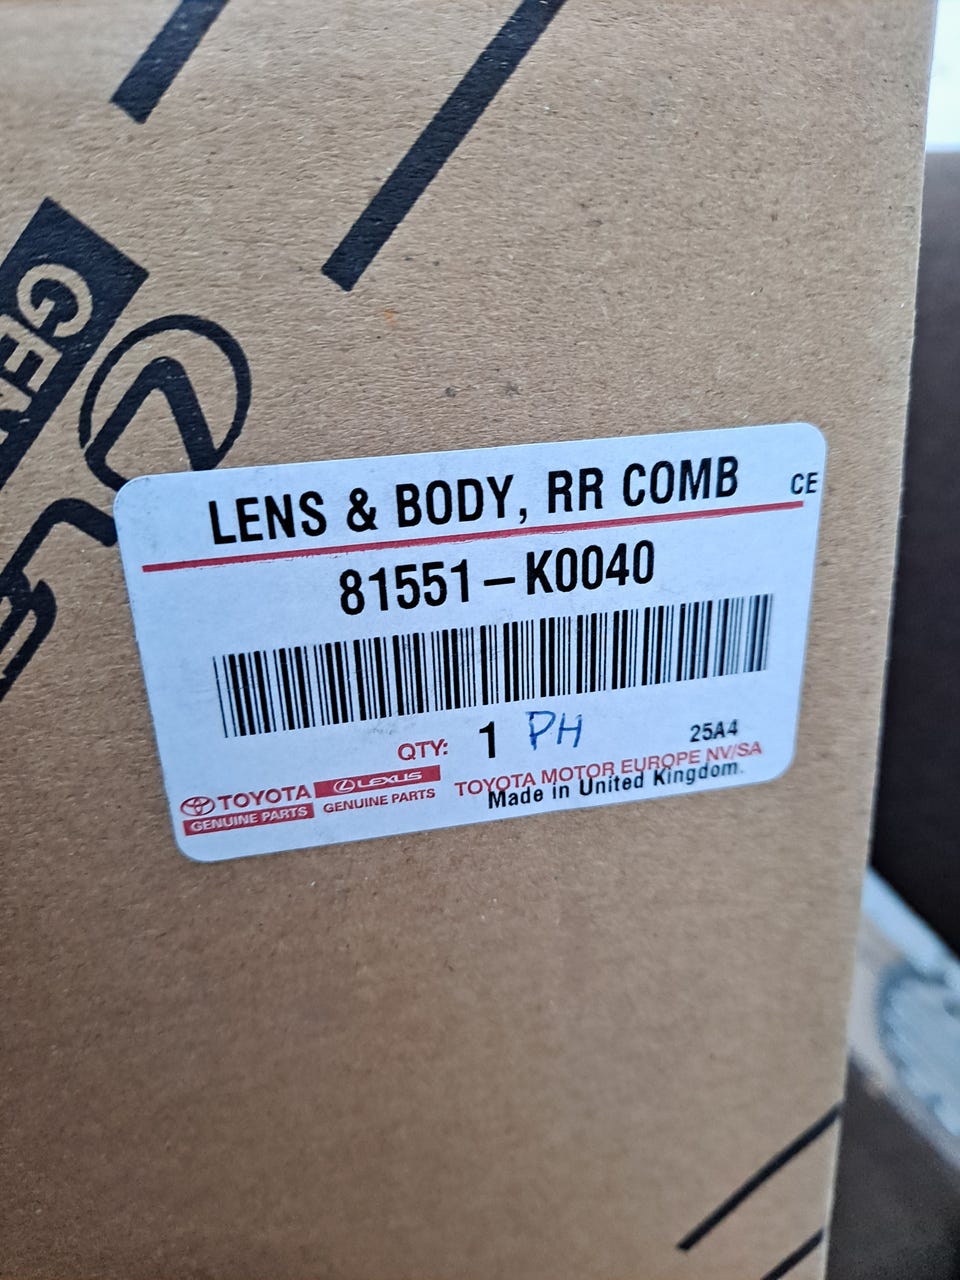 LENS & BODY, RR COMB
CE
81551-K0040
QTY: 1 PH
25A4
TOYOTA
GENUINE PARTS
LEXUS
GENUINE PARTS
TOYOTA MOTOR EUROPE NV/SA
Made in United Kingdom.